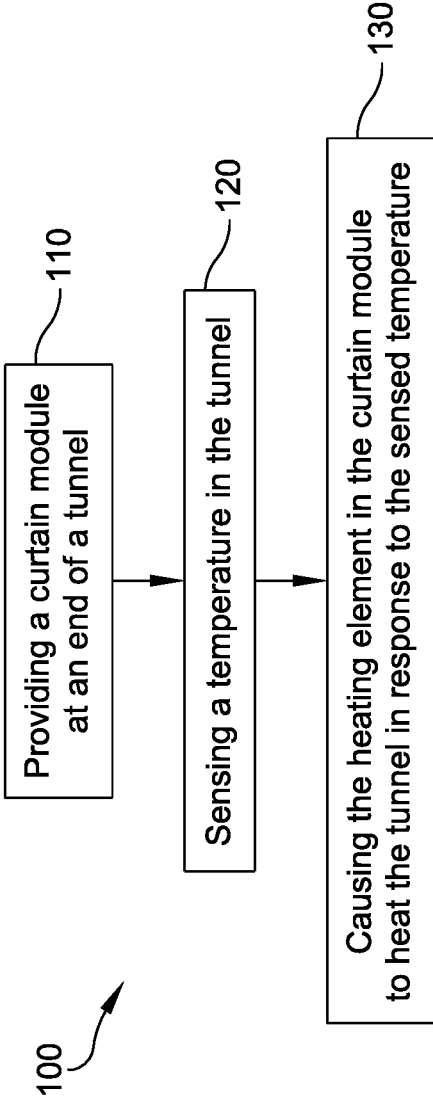 100
110
Providing a curtain module
at an end of a tunnel
120
Sensing a temperature in the tunnel
130
Causing the heating element in the curtain module
to heat the tunnel in response to the sensed temperature